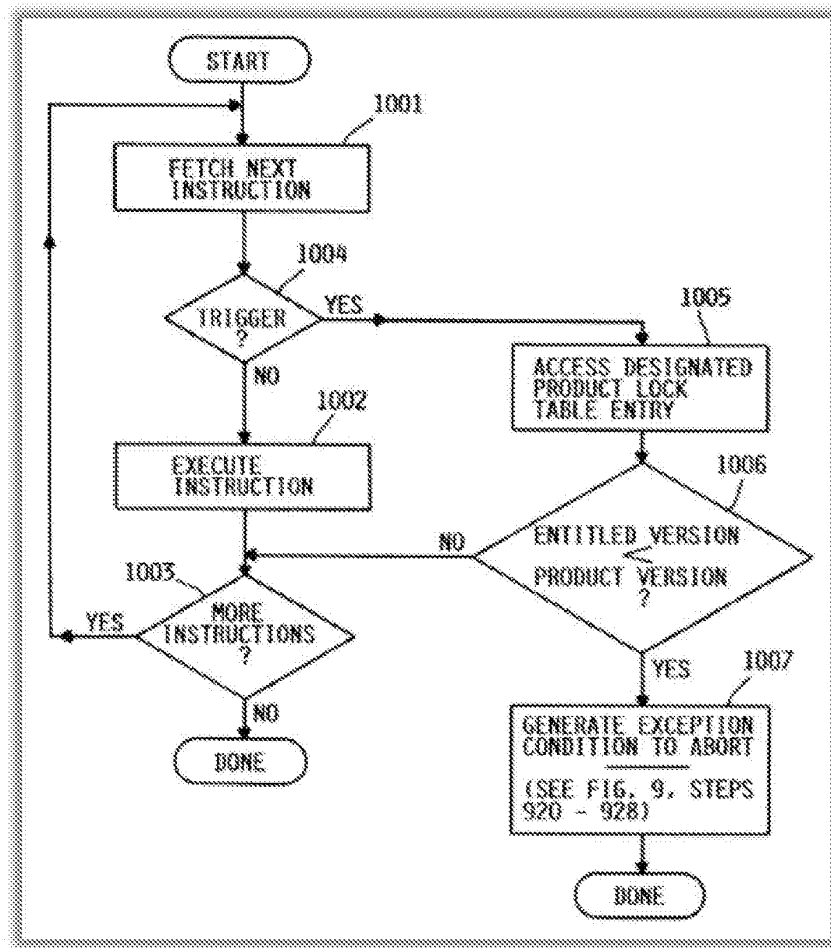 START
1001
FETCH NEXT
INSTRUCTION
1004
TRIGGER
?
YES
NO
1005
ACCESS DESIGNATED
PRODUCT LOCK
TABLE ENTRY
1002
EXECUTE
INSTRUCTION
1006
ENTITLED VERSION
<
PRODUCT VERSION
?
NO
YES
1003
MORE
INSTRUCTIONS
?
YES
NO
DONE
1007
GENERATE EXCEPTION
CONDITION TO ABORT
(SEE FIG. 9, STEPS
920 - 928)
DONE